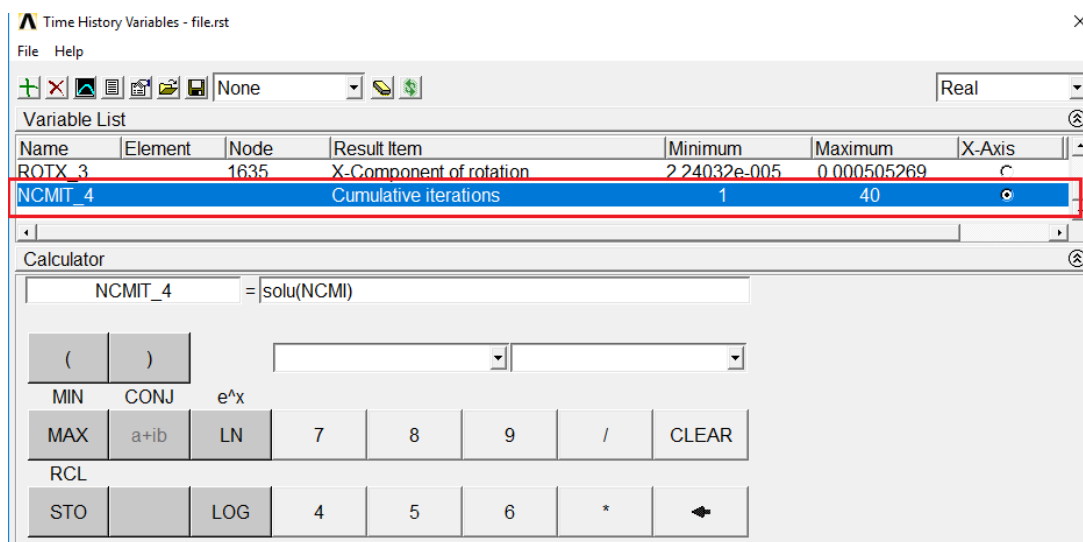 Time History Variables - file.rst
File Help
None Real
Variable List
Name Element Node Result Item Minimum Maximum X-Axis
ROTX_3 1635 X-Component of rotation 2.24032e-005 0.000505269
NCMIT_4 Cumulative iterations 1 40
Calculator
NCMIT_4 = solu(NCMI)
( )
MIN CONJ e^x
MAX a+ib LN 7 8 9 / CLEAR
RCL
STO LOG 4 5 6 *